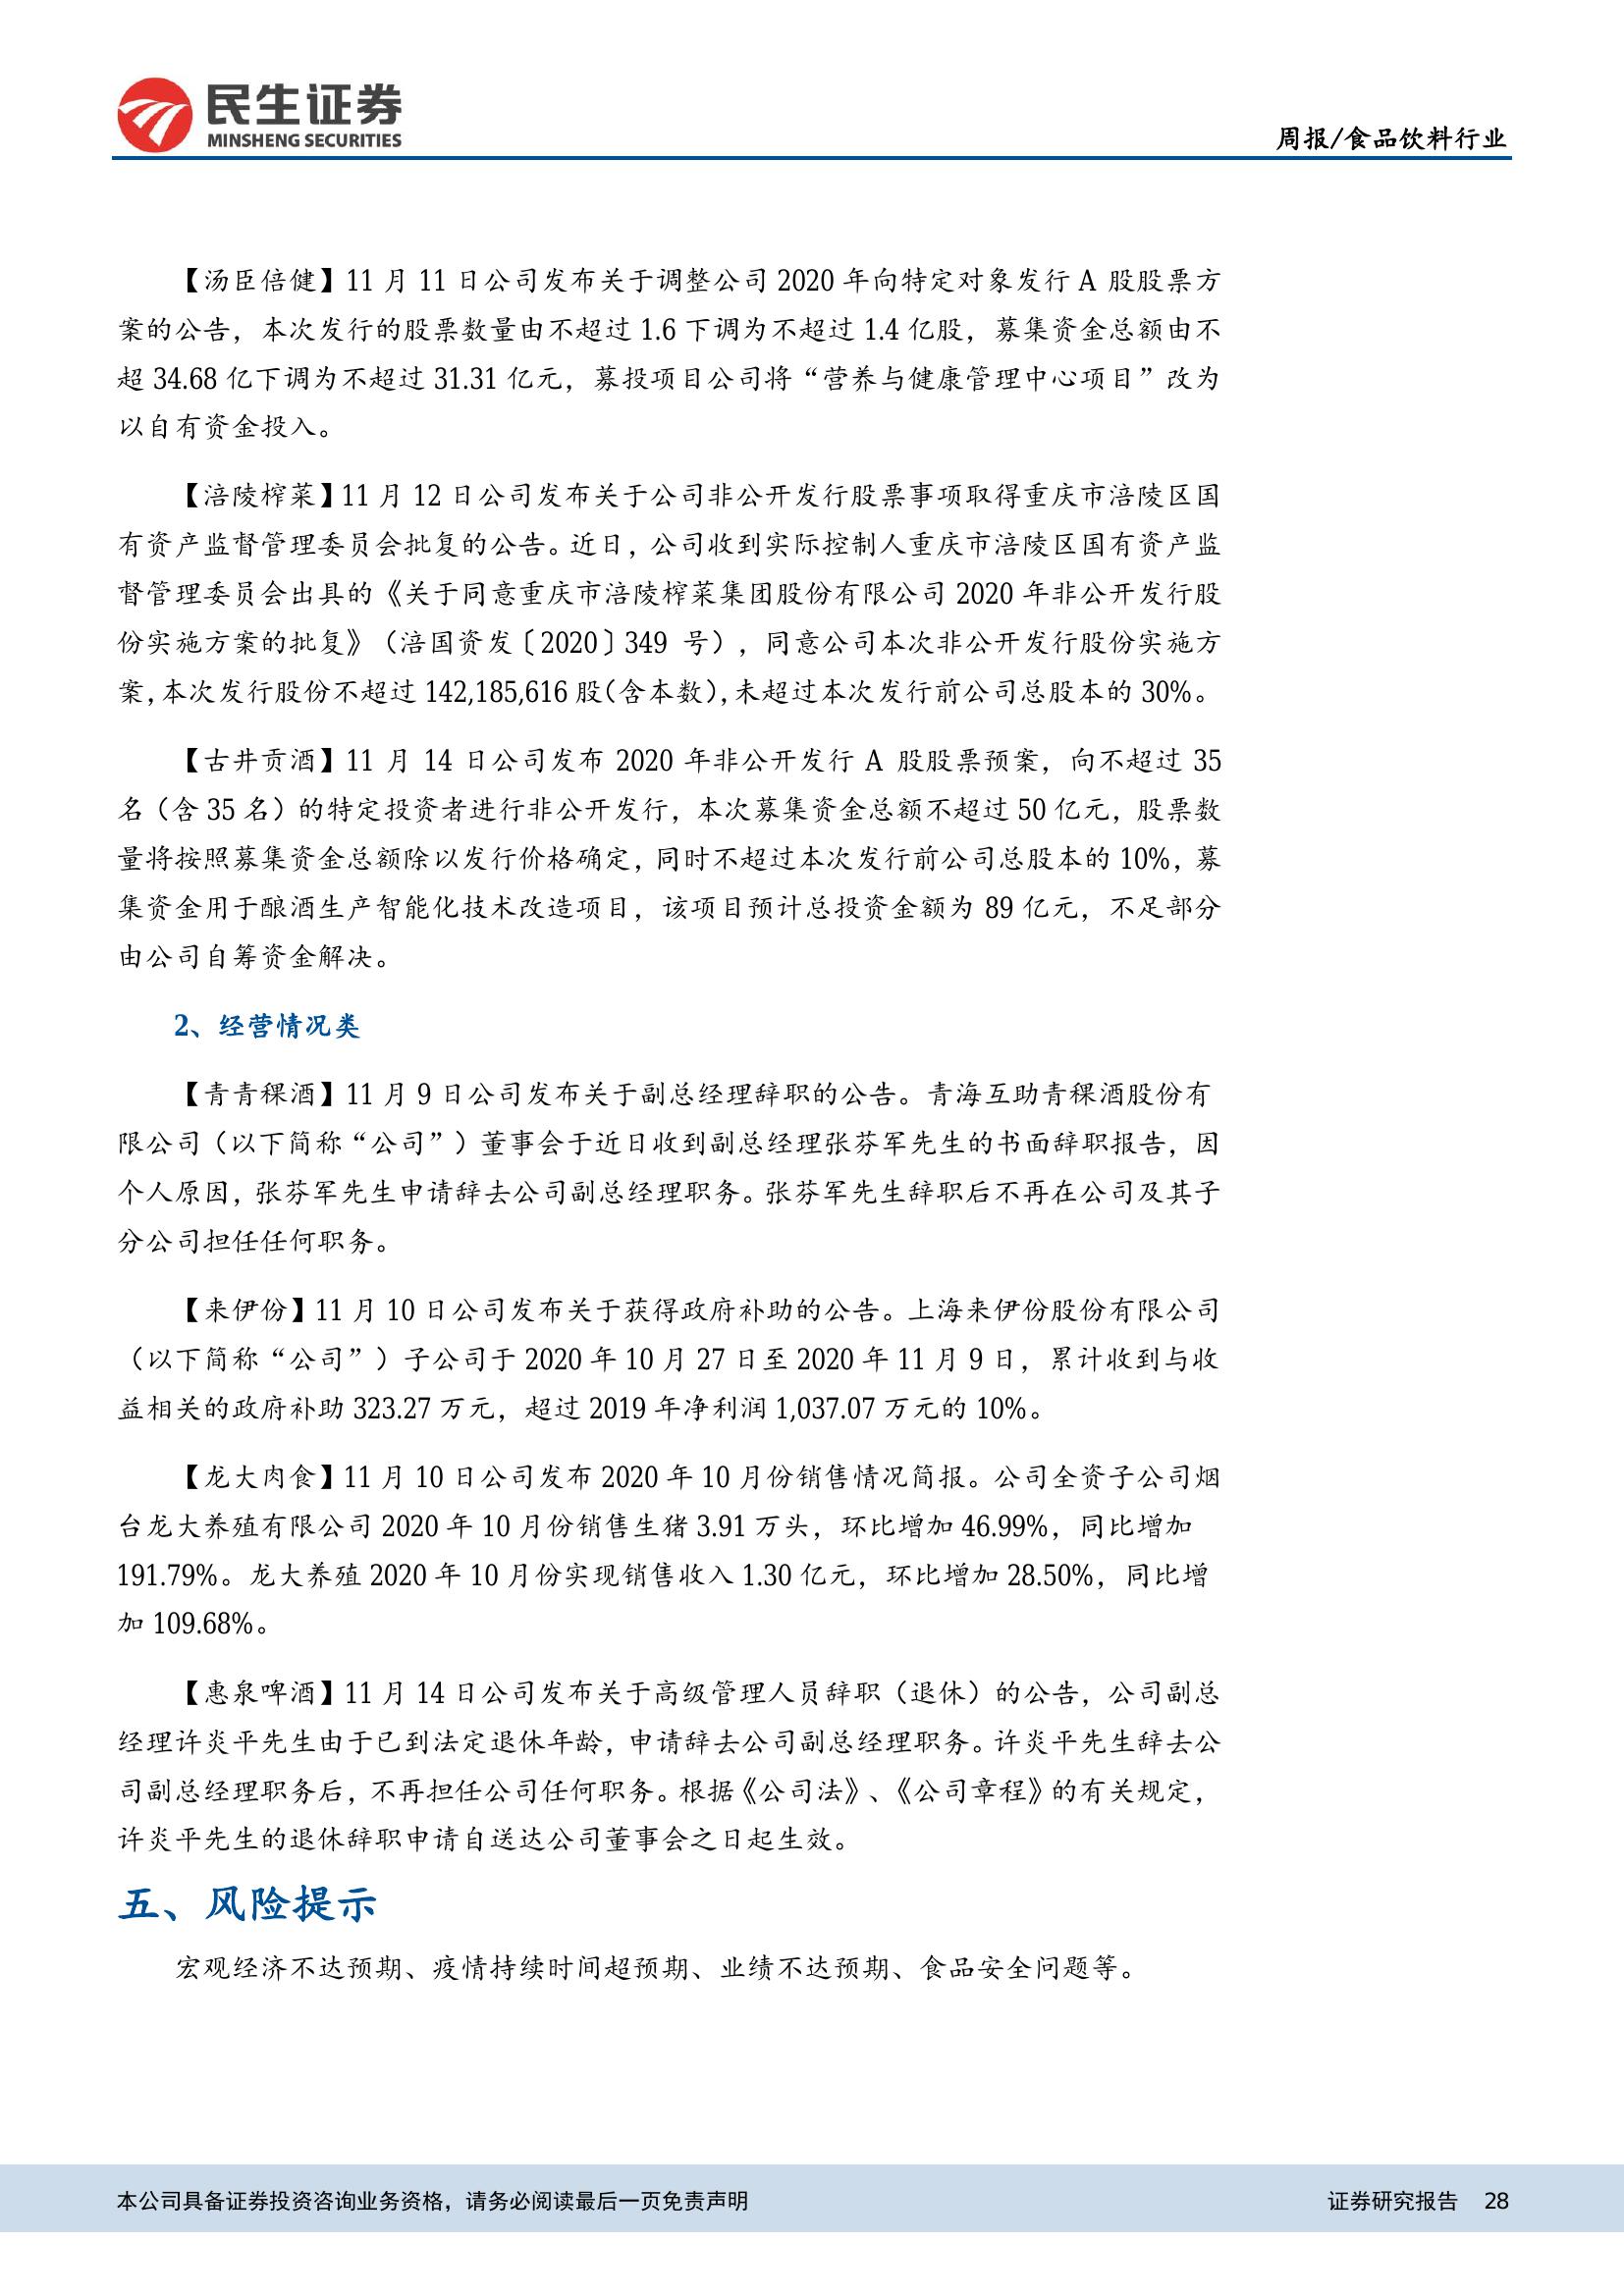 民生证券
MINSHENG SECURITIES
周报/食品饮料行业
【汤臣倍健】11 月 11 日公司发布关于调整公司 2020 年向特定对象发行 A 股股票方
案的公告，本次发行的股票数量由不超过 1.6 下调为不超过 1.4 亿股，募集资金总额由不
超 34.68 亿下调为不超过 31.31 亿元，募投项目公司将“营养与健康管理中心项目”改为
以自有资金投入。
【涪陵榨菜】11 月 12 日公司发布关于公司非公开发行股票事项取得重庆市涪陵区国
有资产监督管理委员会批复的公告。近日，公司收到实际控制人重庆市涪陵区国有资产监
督管理委员会出具的《关于同意重庆市涪陵榨菜集团股份有限公司 2020 年非公开发行股
份实施方案的批复》（涪国资发〔2020〕349 号），同意公司本次非公开发行股份实施方
案，本次发行股份不超过 142,185,616 股（含本数），未超过本次发行前公司总股本的 30%。
【古井贡酒】11 月 14 日公司发布 2020 年非公开发行 A 股股票预案，向不超过 35
名（含 35 名）的特定投资者进行非公开发行，本次募集资金总额不超过 50 亿元，股票数
量将按照募集资金总额除以发行价格确定，同时不超过本次发行前公司总股本的 10%，募
集资金用于酿酒生产智能化技术改造项目，该项目预计总投资金额为 89 亿元，不足部分
由公司自筹资金解决。
2、经营情况类
【青青稞酒】11 月 9 日公司发布关于副总经理辞职的公告。青海互助青稞酒股份有
限公司（以下简称“公司”）董事会于近日收到副总经理张芬军先生的书面辞职报告，因
个人原因，张芬军先生申请辞去公司副总经理职务。张芬军先生辞职后不再在公司及其子
分公司担任任何职务。
【来伊份】11 月 10 日公司发布关于获得政府补助的公告。上海来伊份股份有限公司
（以下简称“公司”）子公司于 2020 年 10 月 27 日至 2020 年 11 月 9 日，累计收到与收
益相关的政府补助 323.27 万元，超过 2019 年净利润 1,037.07 万元的 10%。
【龙大肉食】11 月 10 日公司发布 2020 年 10 月份销售情况简报。公司全资子公司烟
台龙大养殖有限公司 2020 年 10 月份销售生猪 3.91 万头，环比增加 46.99%，同比增加
191.79%。龙大养殖 2020 年 10 月份实现销售收入 1.30 亿元，环比增加 28.50%，同比增
加 109.68%。
【惠泉啤酒】11 月 14 日公司发布关于高级管理人员辞职（退休）的公告，公司副总
经理许炎平先生由于已到法定退休年龄，申请辞去公司副总经理职务。许炎平先生辞去公
司副总经理职务后，不再担任公司任何职务。根据《公司法》、《公司章程》的有关规定，
许炎平先生的退休辞职申请自送达公司董事会之日起生效。
五、风险提示
宏观经济不达预期、疫情持续时间超预期、业绩不达预期、食品安全问题等。
本公司具备证券投资咨询业务资格，请务必阅读最后一页免责声明
证券研究报告 28